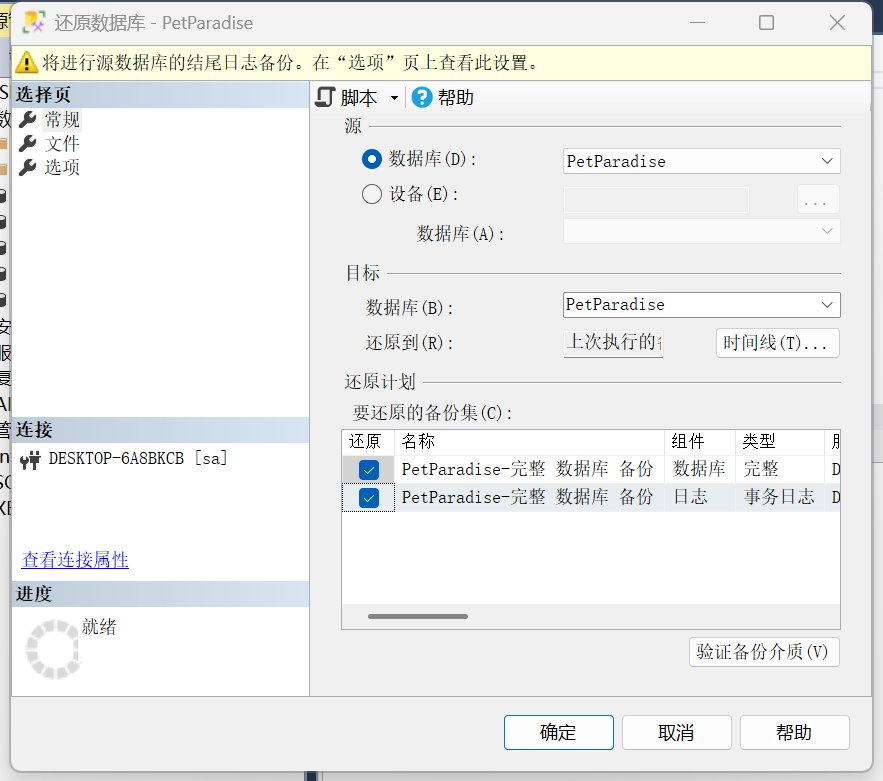 还原数据库 - PetParadise
将进行源数据库的结尾日志备份。在“选项”页上查看此设置。
选择页
常规
文件
选项
连接
DESKTOP-6A8BKCB [sa]
查看连接属性
进度
就绪
脚本 帮助
源
数据库(D): PetParadise
设备(E): ...
数据库(A):
目标
数据库(B): PetParadise
还原到(R): 上次执行的 时间线(T)...
还原计划
要还原的备份集(C):
还原 名称 组件 类型
PetParadise-完整 数据库 备份 数据库 完整 D
PetParadise-完整 数据库 备份 日志 事务日志 D
验证备份介质(V)
确定 取消 帮助